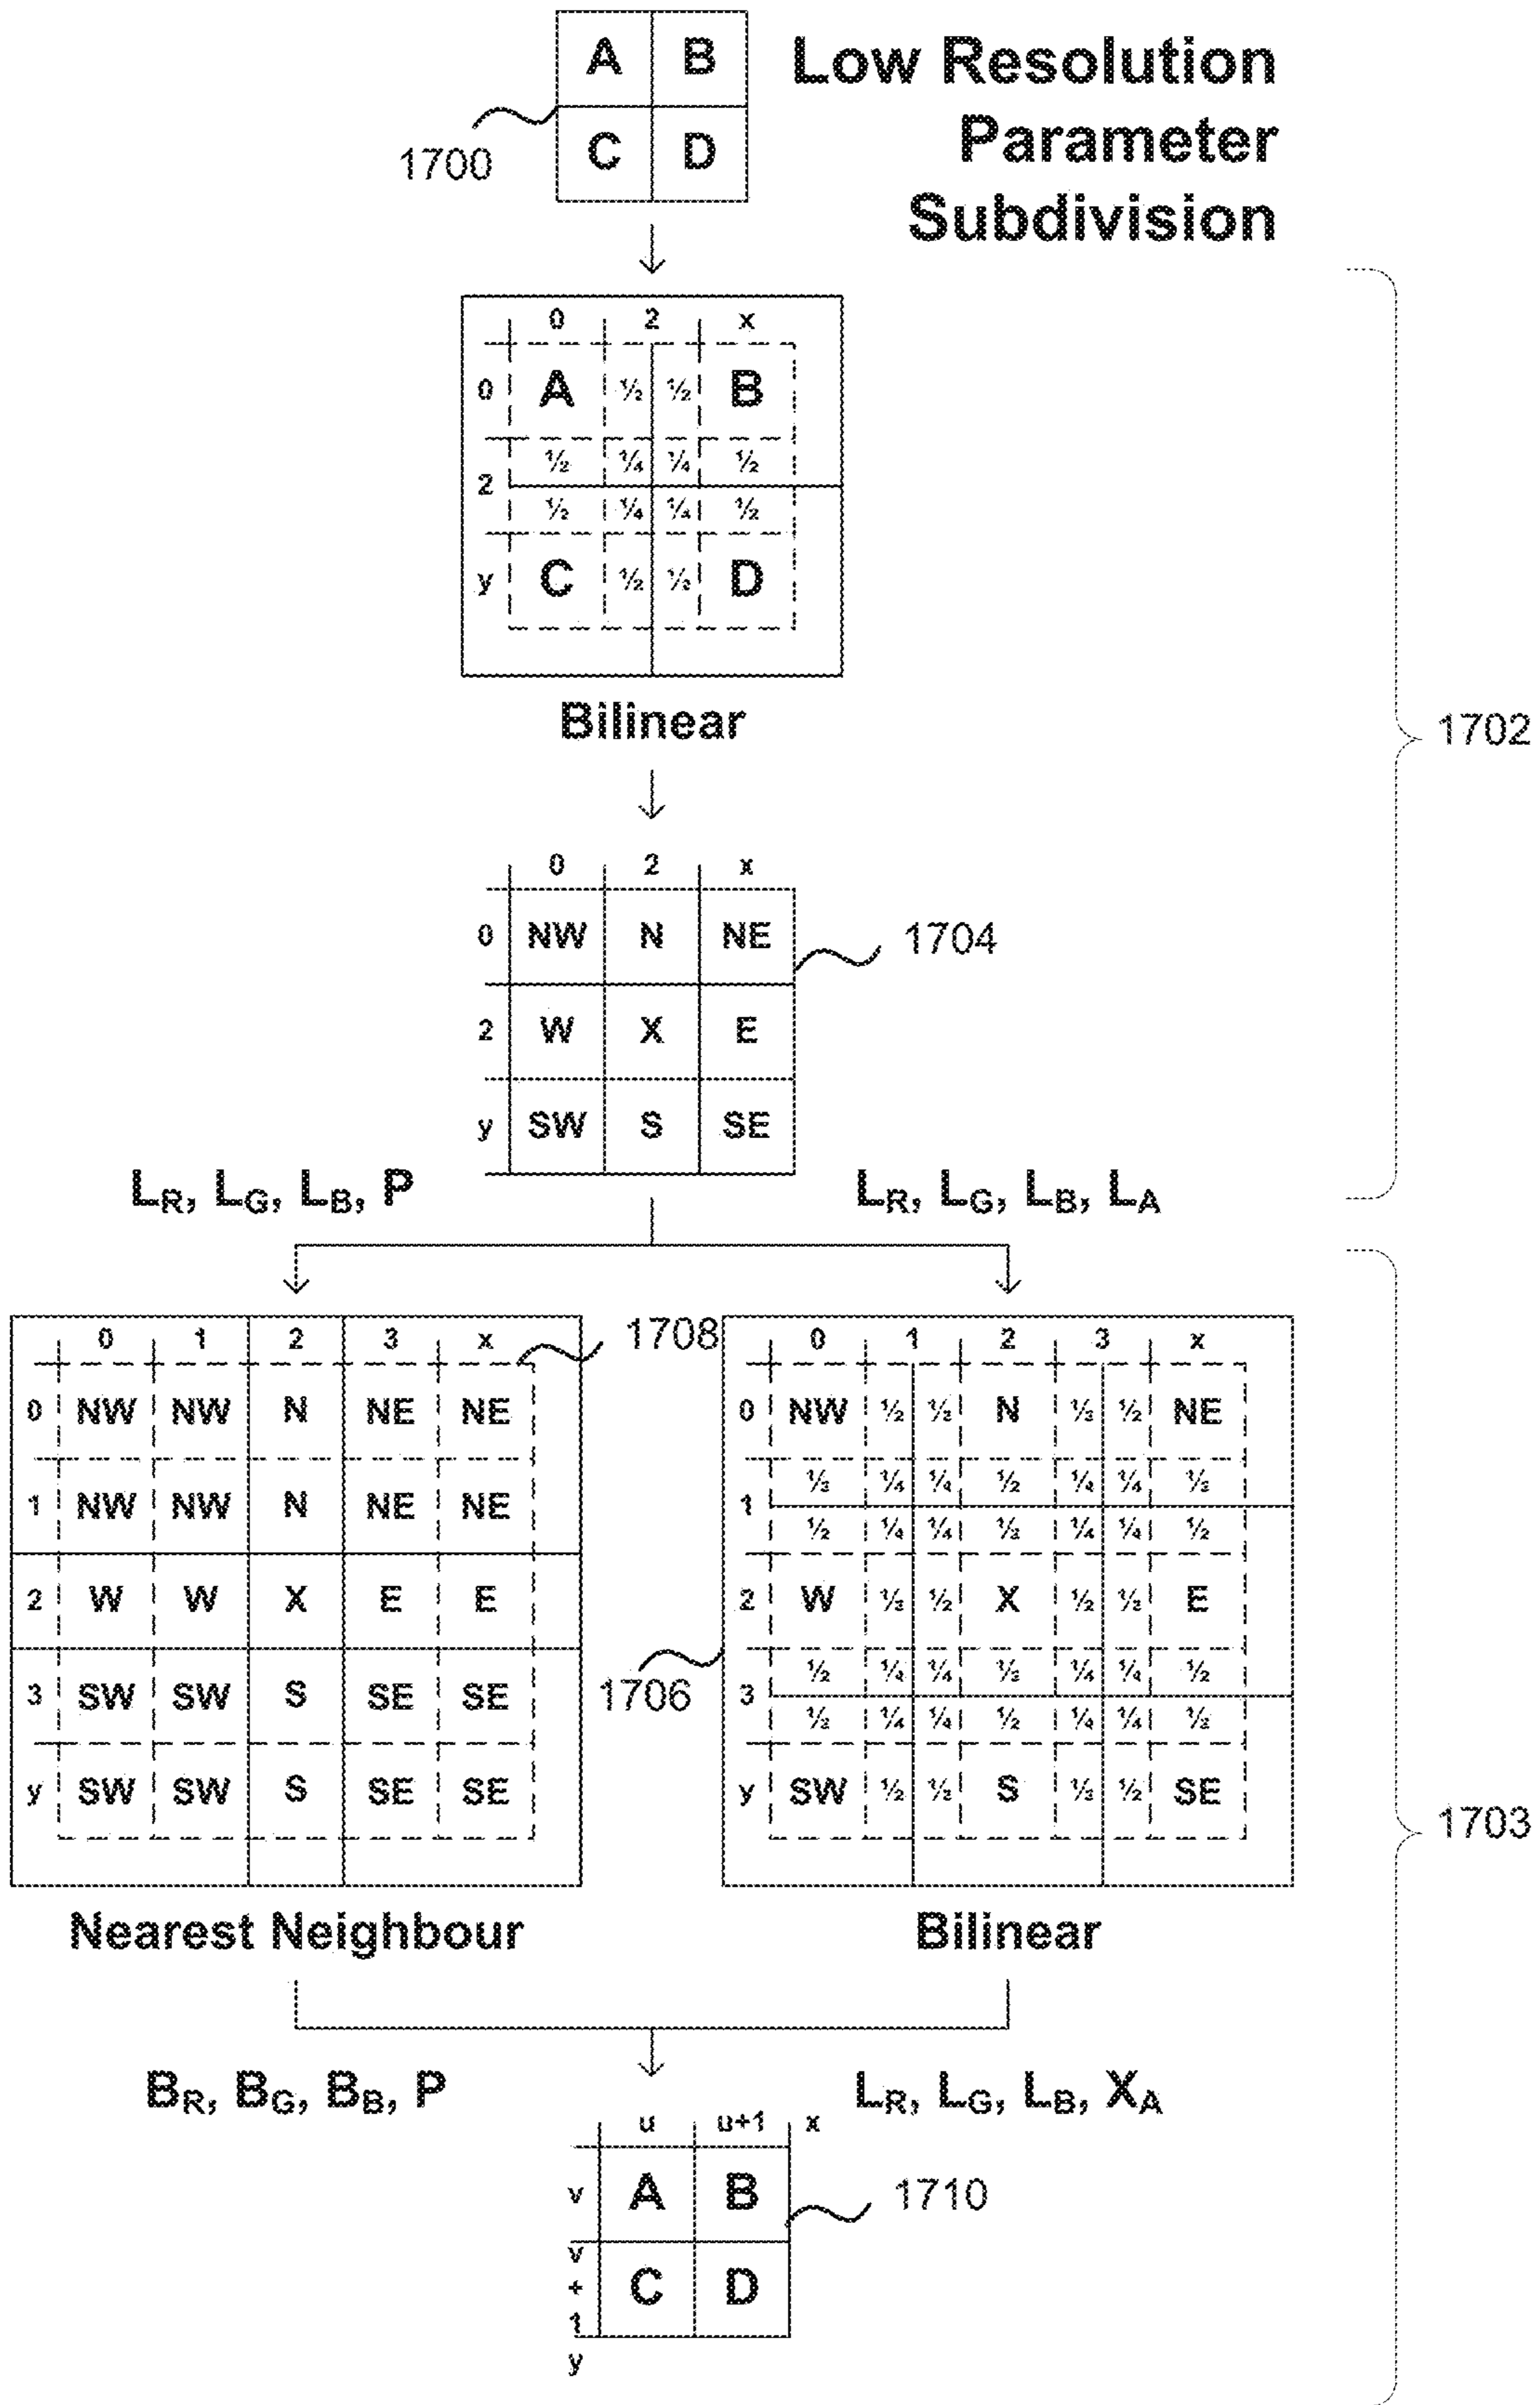 A B
Low Resolution
Parameter
Subdivision
C D
1700
0 2 x
0 A ½ ½ B
½ ¼ ¼ ½
2
½ ¼ ¼ ½
y C ½ ½ D
Bilinear
1702
0 2 x
0 NW N NE
1704
2 W X E
y SW S SE
LR, LG, LB, P
LR, LG, LB, LA
0 1 2 3 x
1708
0 NW NW N NE NE
1 NW NW N NE NE
2 W W X E E
3 SW SW S SE SE
y SW SW S SE SE
Nearest Neighbour
0 1 2 3 x
0 NW ½ ½ N ½ ½ NE
½ ¼ ¼ ½ ¼ ¼ ½
1
½ ¼ ¼ ½ ¼ ¼ ½
2 W ½ ½ X ½ ½ E
½ ¼ ¼ ½ ¼ ¼ ½
1706
3
½ ¼ ¼ ½ ¼ ¼ ½
y SW ½ ½ S ½ ½ SE
Bilinear
1703
BR, BG, BB, P
LR, LG, LB, XA
u u+1 x
v A B
1710
v+1 C D
y